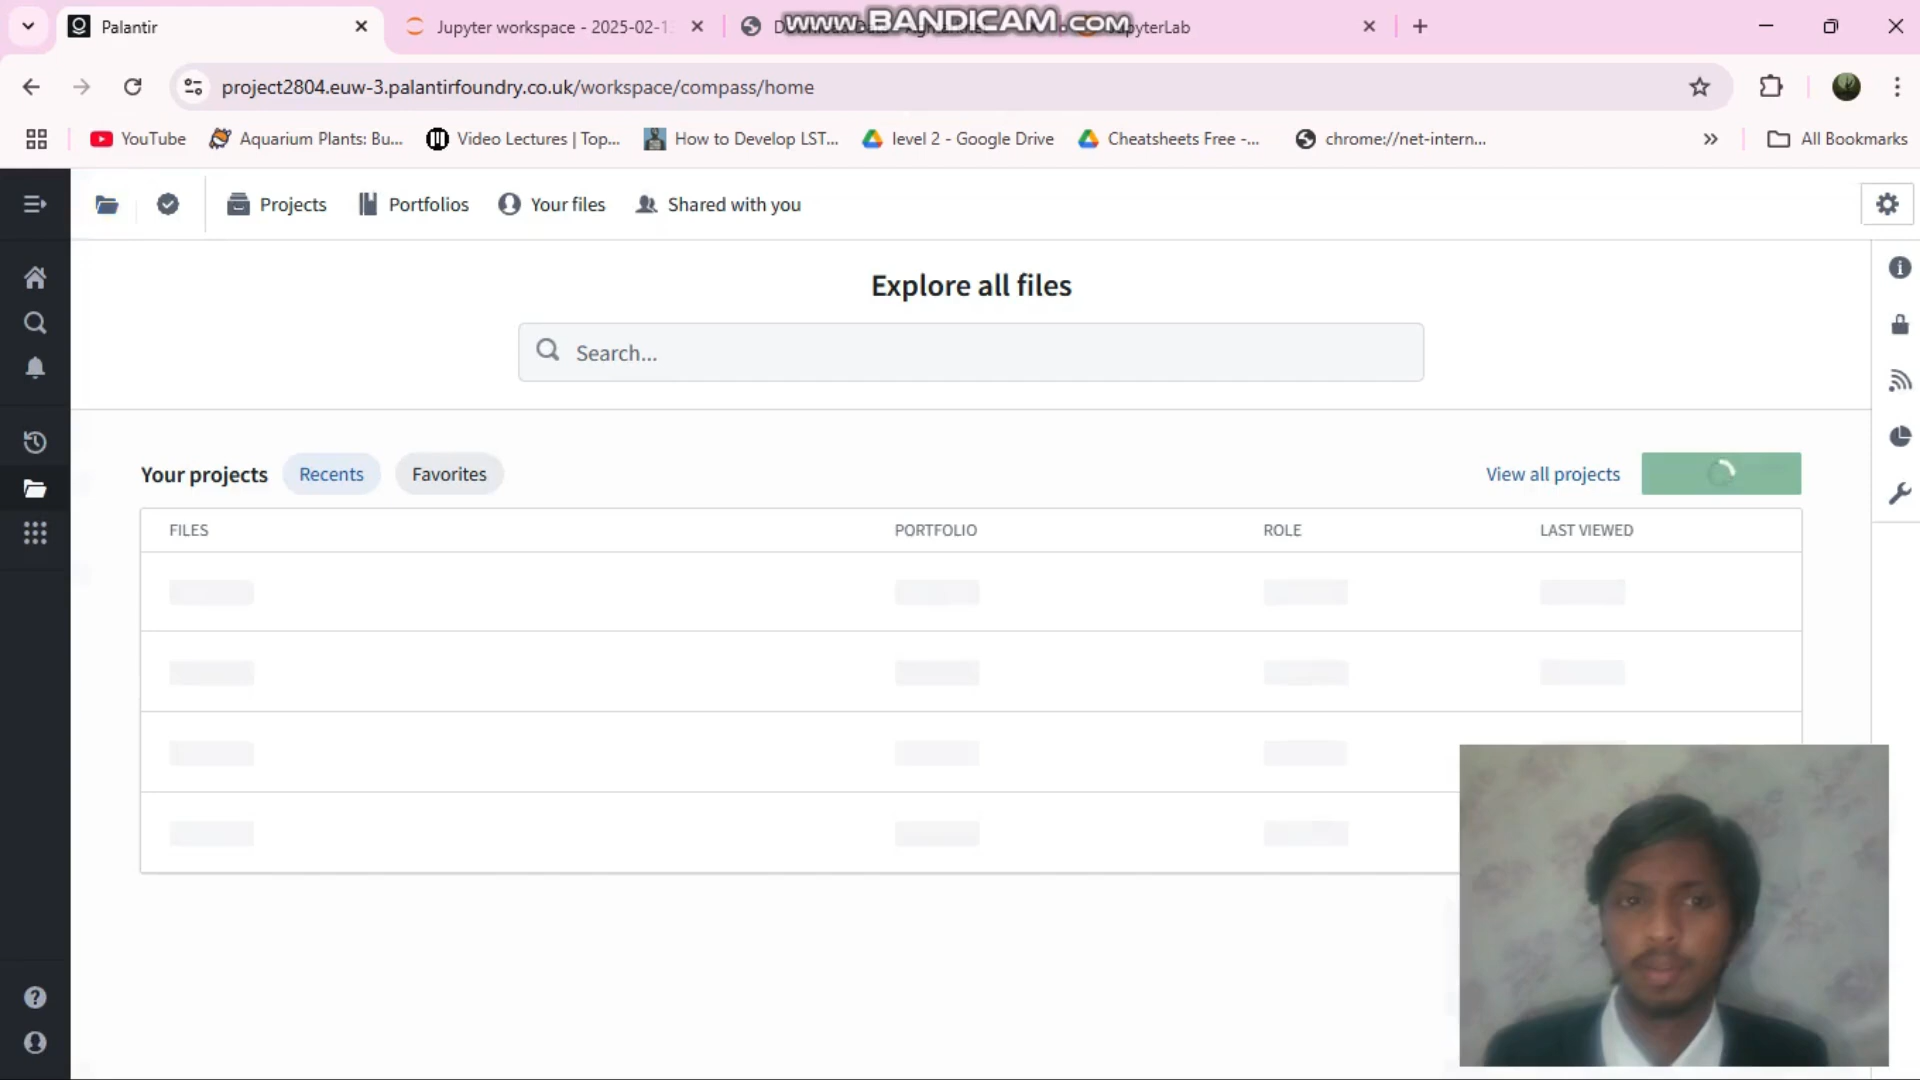 Palantir
Jupyter workspace - 2025-02-1
www.BANDICAM.com
JupyterLab
project2804.euw-3.palantirfoundry.co.uk/workspace/compass/home
YouTube
Aquarium Plants: Bu...
Video Lectures | Top...
How to Develop LST...
level 2 - Google Drive
Cheatsheets Free -...
chrome://net-intern...
All Bookmarks
Projects
Portfolios
Your files
Shared with you
Explore all files
Search...
Your projects
Recents
Favorites
View all projects
FILES
PORTFOLIO
ROLE
LAST VIEWED